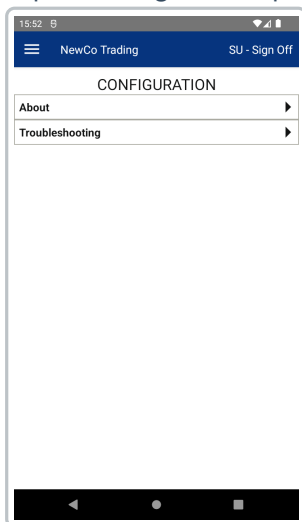 15:52
NewCo Trading SU - Sign Off
CONFIGURATION
About
Troubleshooting